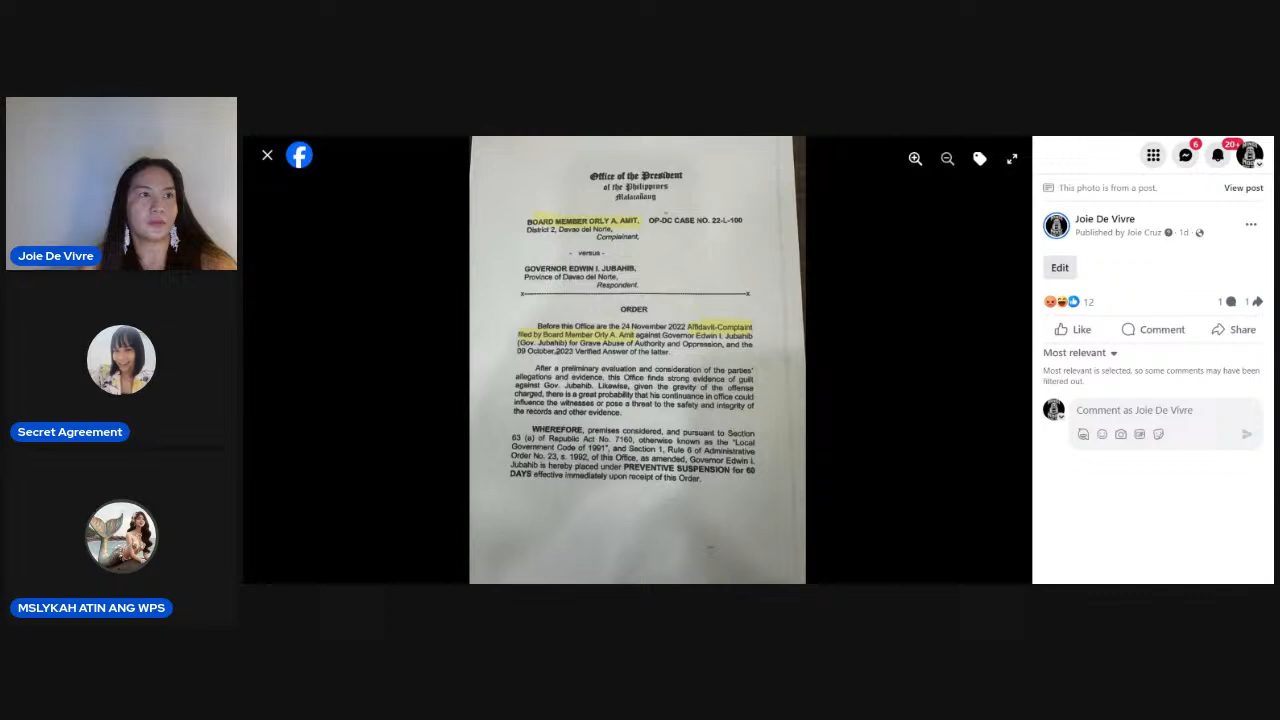 Joie De Vivre
Secret Agreement
MSLYKAH ATIN ANG WPS
Office of the President
of the Philippines
Malacañang
BOARD MEMBER ORLY A. AMIT, OP-DC CASE NO. 22-L-100
District 2, Davao del Norte,
Complainant,
- versus -
GOVERNOR EDWIN I. JUBAHIB,
Province of Davao del Norte,
Respondent.
x-----------------------------------------------x
ORDER
Before this Office are the 24 November 2022 Affidavit-Complaint
filed by Board Member Orly A. Amit against Governor Edwin I. Jubahib
(Gov. Jubahib) for Grave Abuse of Authority and Oppression, and the
09 October 2023 Verified Answer of the latter.
After a preliminary evaluation and consideration of the parties'
allegations and evidence, this Office finds strong evidence of guilt
against Gov. Jubahib. Likewise, given the gravity of the offense
charged, there is a great probability that his continuance in office could
influence the witnesses or pose a threat to the safety and integrity of
the records and other evidence.
WHEREFORE, premises considered, and pursuant to Section
63 (a) of Republic Act No. 7160, otherwise known as the "Local
Government Code of 1991", and Section 1, Rule 6 of Administrative
Order No. 23, s. 1992, of this Office, as amended, Governor Edwin I.
Jubahib is hereby placed under PREVENTIVE SUSPENSION for 60
DAYS effective immediately upon receipt of this Order.
6
20+
This photo is from a post.
View post
Joie De Vivre
Published by Joie Cruz · 1d ·
Edit
12
1
1
Like
Comment
Share
Most relevant
Most relevant is selected, so some comments may have been
filtered out.
Comment as Joie De Vivre
GIF